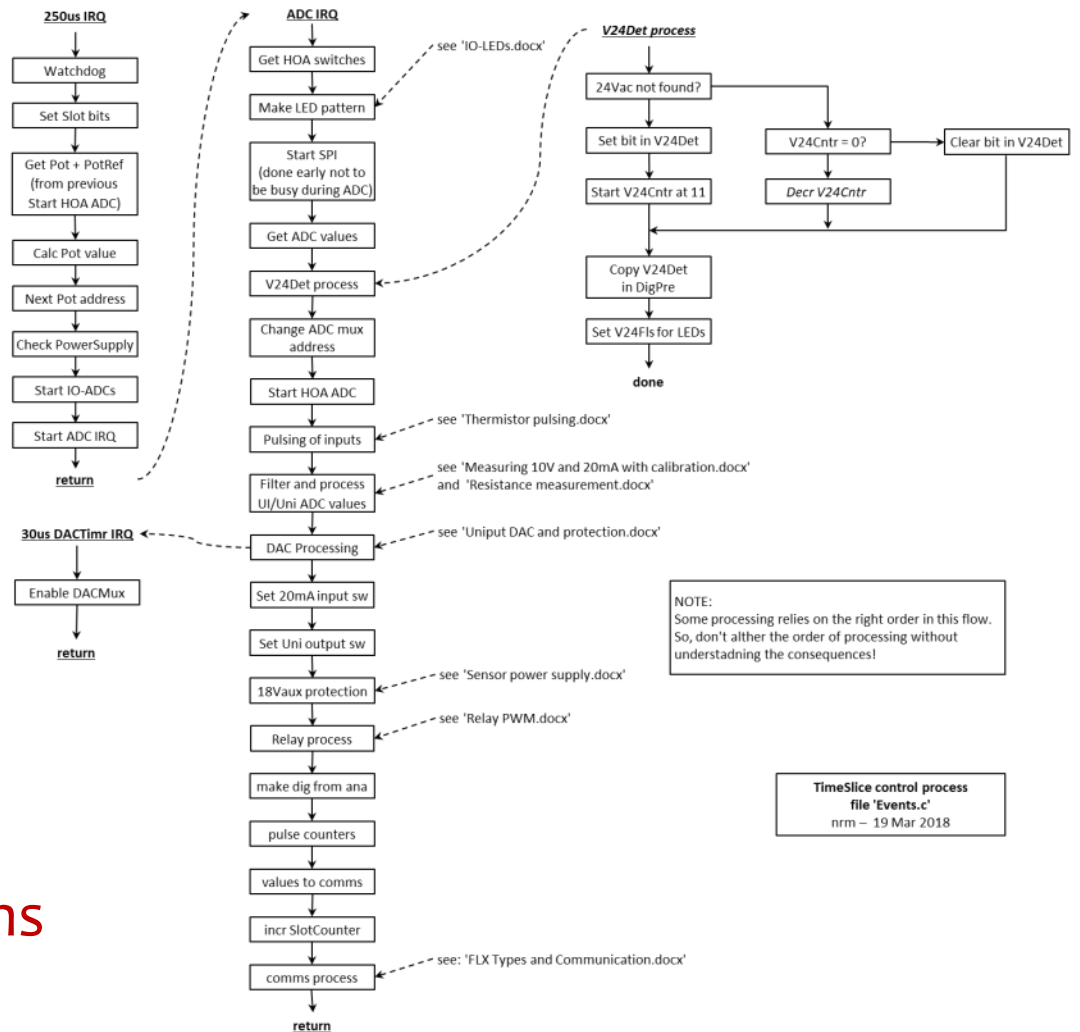 250us IRQ
Watchdog
Set Slot bits
Get Pot + PotRef
(from previous
Start HOA ADC)
Calc Pot value
Next Pot address
Check PowerSupply
Start IO-ADCs
Start ADC IRQ
return
30us DACTimr IRQ
Enable DACMux
return
ADC IRQ
Get HOA switches
see 'IO-LEDs.docx'
Make LED pattern
Start SPI
(done early not to
be busy during ADC)
Get ADC values
V24Det process
Change ADC mux
address
Start HOA ADC
see 'Thermistor pulsing.docx'
Pulsing of inputs
see 'Measuring 10V and 20mA with calibration.docx'
and 'Resistance measurement.docx'
Filter and process
UI/Uni ADC values
see 'Uniput DAC and protection.docx'
DAC Processing
Set 20mA input sw
Set Uni output sw
see 'Sensor power supply.docx'
18Vaux protection
see 'Relay PWM.docx'
Relay process
make dig from ana
pulse counters
values to comms
incr SlotCounter
see: 'FLX Types and Communication.docx'
comms process
return
V24Det process
24Vac not found?
Set bit in V24Det
Start V24Cntr at 11
V24Cntr = 0?
Decr V24Cntr
Clear bit in V24Det
Copy V24Det
in DigPre
Set V24Fls for LEDs
done
NOTE:
Some processing relies on the right order in this flow.
So, don't alther the order of processing without
understadning the consequences!
TimeSlice control process
file 'Events.c'
nrm – 19 Mar 2018